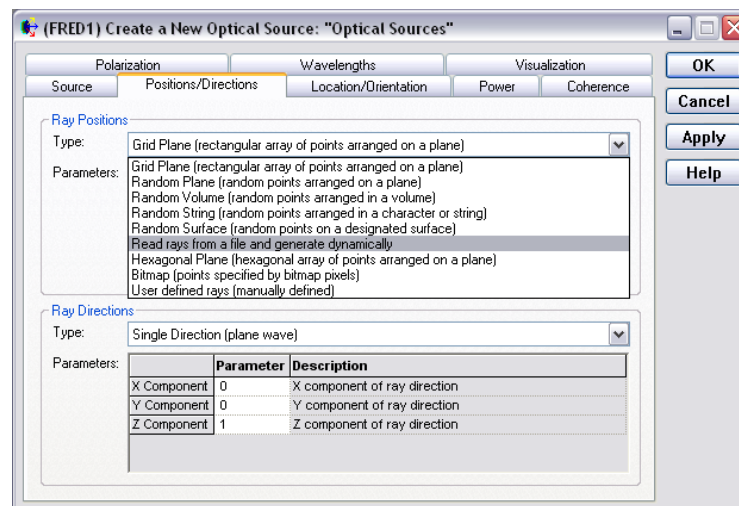 (FRED1) Create a New Optical Source: "Optical Sources"
Polarization Wavelengths Visualization
Source Positions/Directions Location/Orientation Power Coherence
OK
Cancel
Apply
Help
Ray Positions
Type: Grid Plane (rectangular array of points arranged on a plane)
Parameters: Grid Plane (rectangular array of points arranged on a plane)
Random Plane (random points arranged on a plane)
Random Volume (random points arranged in a volume)
Random String (random points arranged in a character or string)
Random Surface (random points on a designated surface)
Read rays from a file and generate dynamically
Hexagonal Plane (hexagonal array of points arranged on a plane)
Bitmap (points specified by bitmap pixels)
User defined rays (manually defined)
Ray Directions
Type: Single Direction (plane wave)
Parameters: Parameter Description
X Component 0 X component of ray direction
Y Component 0 Y component of ray direction
Z Component 1 Z component of ray direction